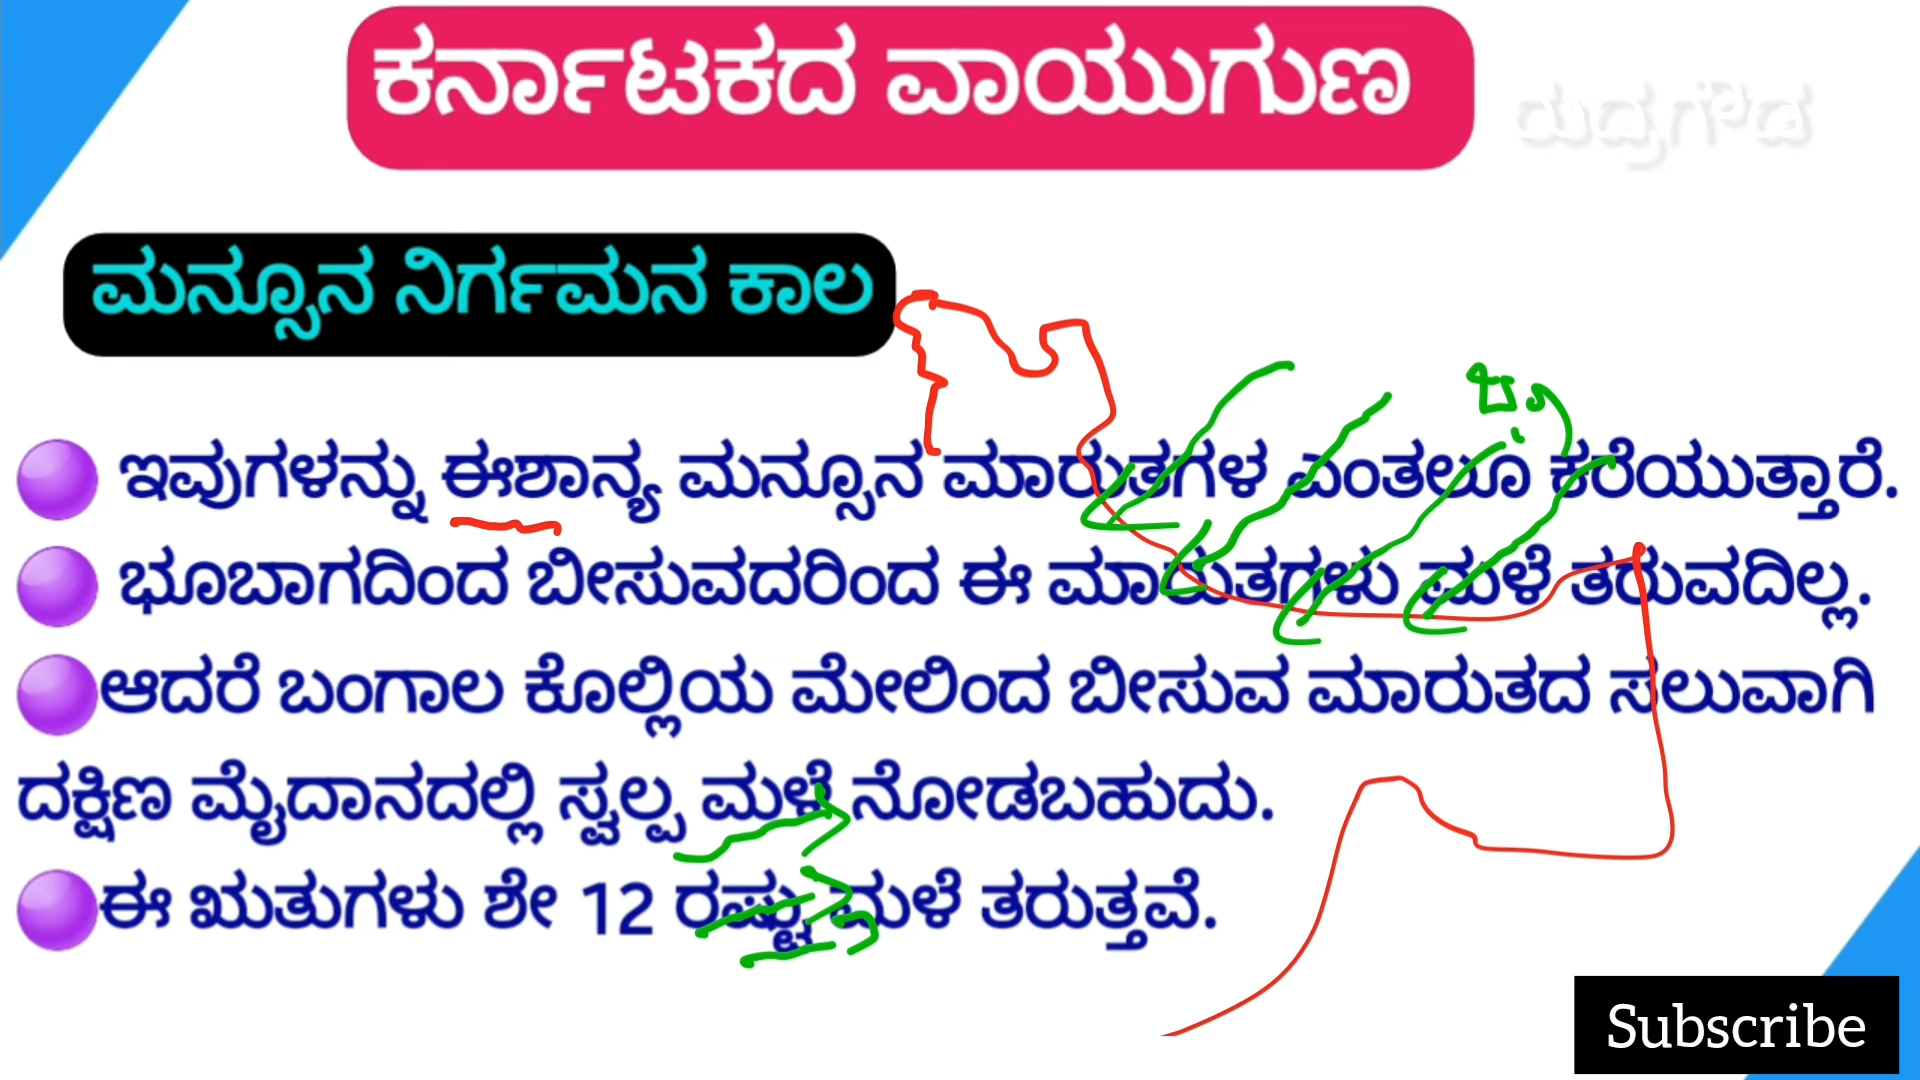 ಕರ್ನಾಟಕದ ವಾಯುಗುಣ
ರುದ್ರಗೌಡ
ಮನ್ಸೂನ ನಿರ್ಗಮನ ಕಾಲ
ಇವುಗಳನ್ನು ಈಶಾನ್ಯ ಮನ್ಸೂನ ಮಾರುತಗಳ ಎಂತಲೂ ಕರೆಯುತ್ತಾರೆ.
ಭೂಬಾಗದಿಂದ ಬೀಸುವದರಿಂದ ಈ ಮಾರುತಗಳು ಮಳೆ ತರುವದಿಲ್ಲ.
ಆದರೆ ಬಂಗಾಲ ಕೊಲ್ಲಿಯ ಮೇಲಿಂದ ಬೀಸುವ ಮಾರುತದ ಸಲುವಾಗಿ
ದಕ್ಷಿಣ ಮೈದಾನದಲ್ಲಿ ಸ್ವಲ್ಪ ಮಳೆ ನೋಡಬಹುದು.
ಈ ಋತುಗಳು ಶೇ 12 ರಷ್ಟು ಮಳೆ ತರುತ್ತವೆ.
Subscribe